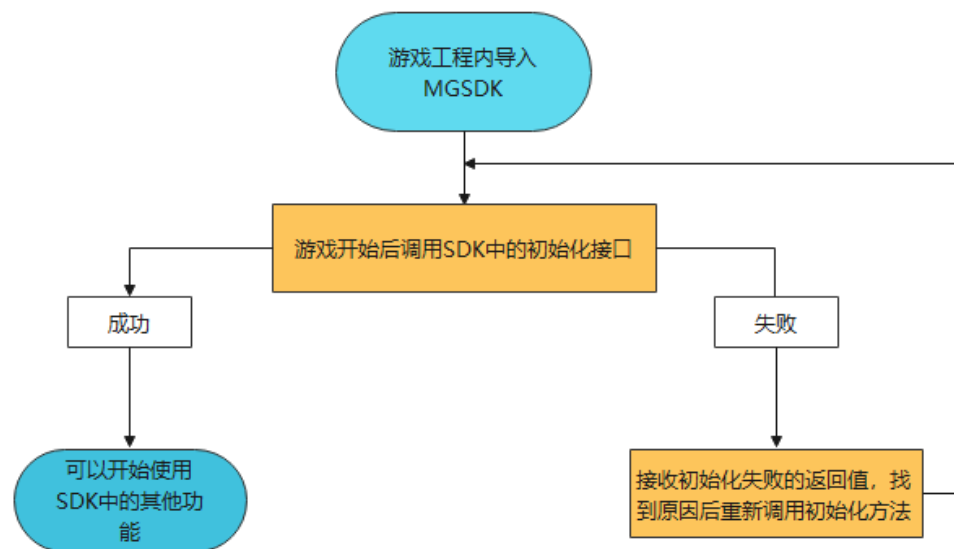 游戏工程内导入
MGSDK
游戏开始后调用SDK中的初始化接口
成功
失败
可以开始使用
SDK中的其他功
能
接收初始化失败的返回值，找
到原因后重新调用初始化方法